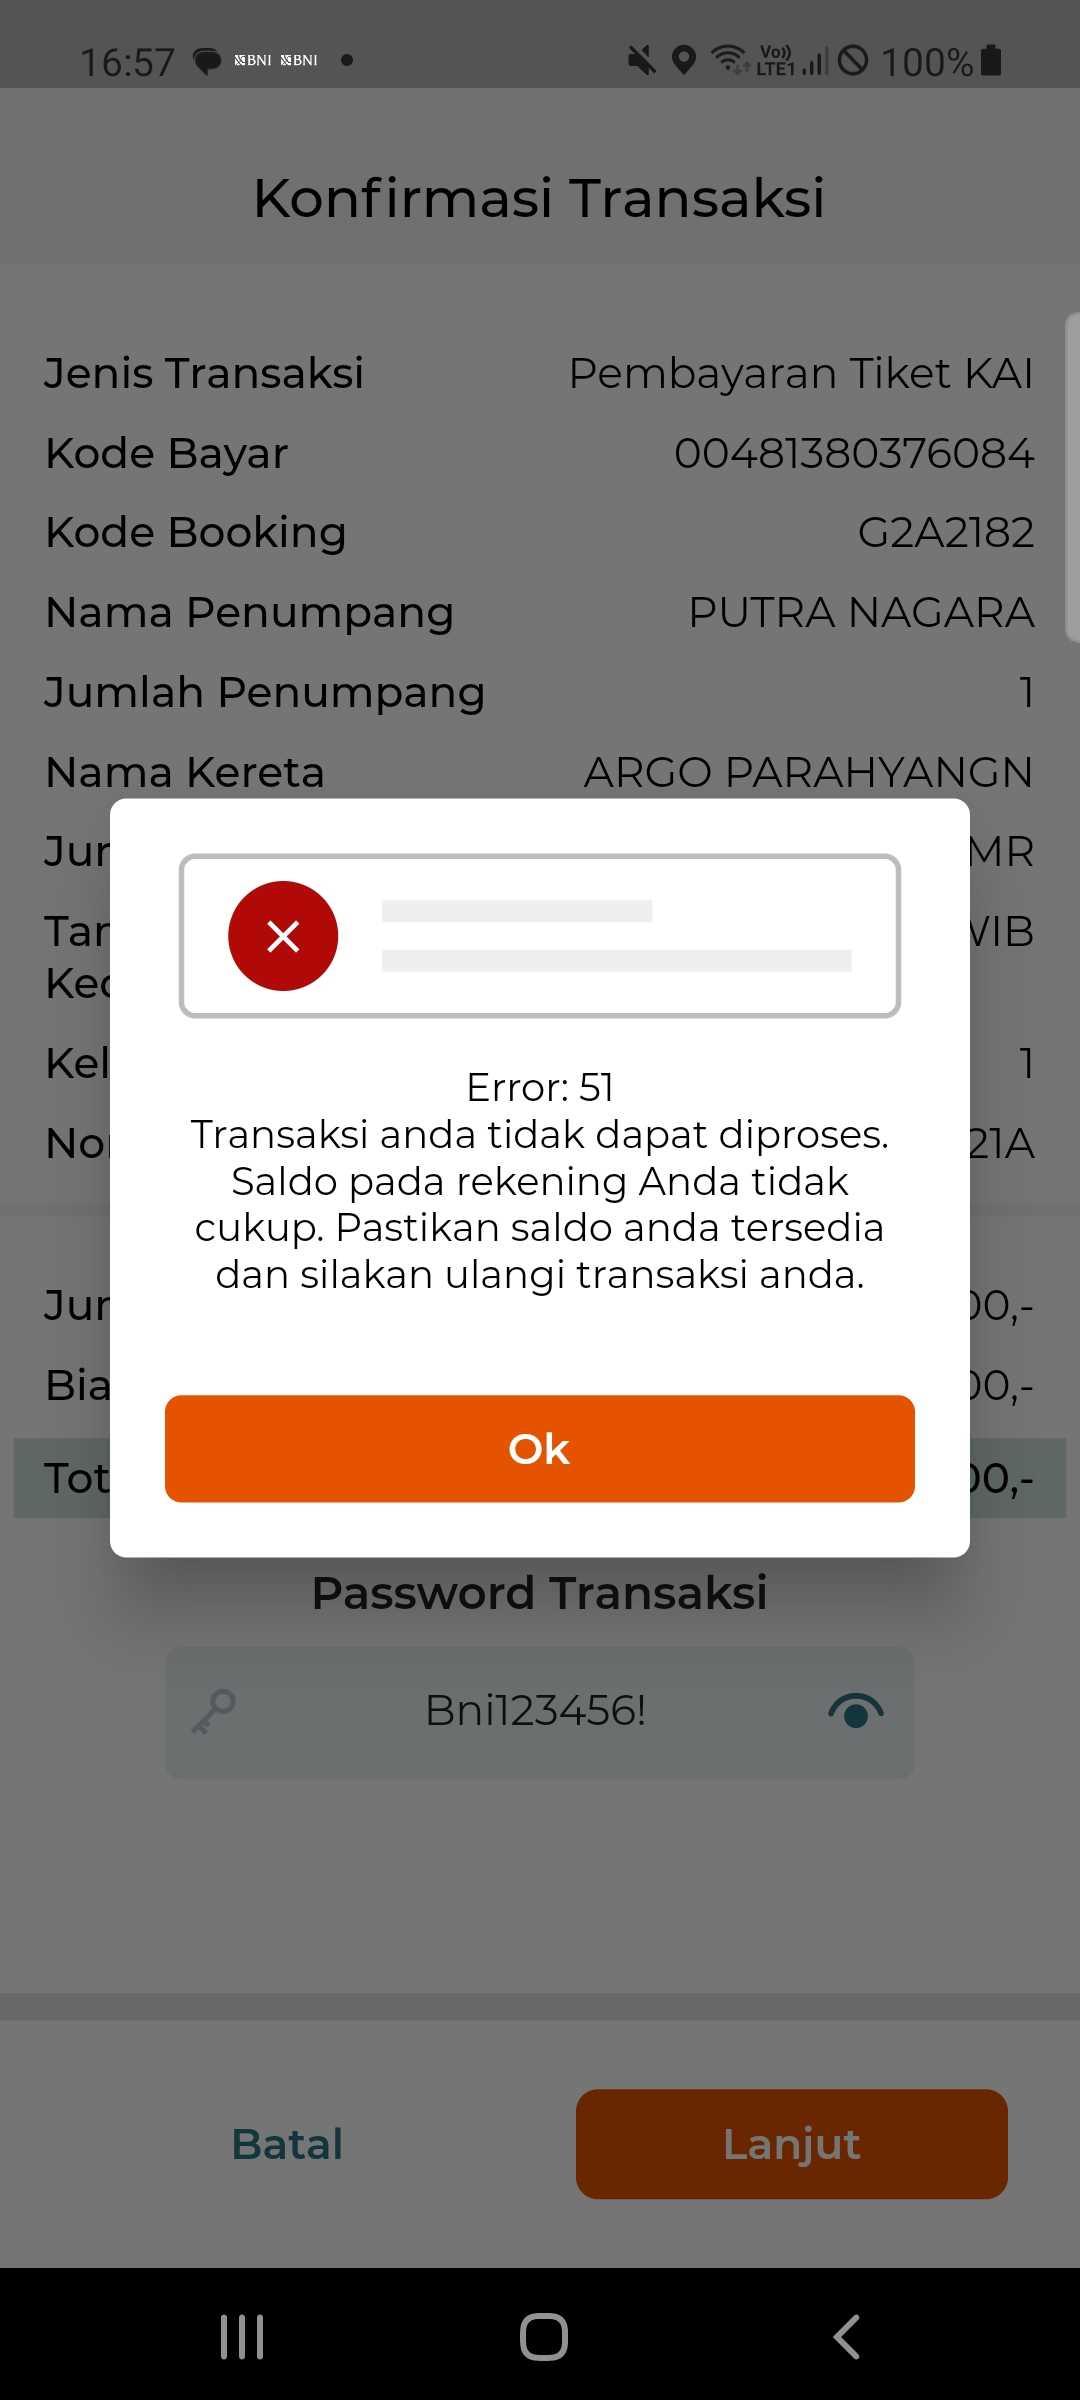 16:57 BNI BNI Vo)) LTE1 100%
Konfirmasi Transaksi
Jenis Transaksi Pembayaran Tiket KAI
Kode Bayar 00481380376084
Kode Booking G2A2182
Nama Penumpang PUTRA NAGARA
Jumlah Penumpang 1
Nama Kereta ARGO PARAHYANGN
Jur MR
Tar WIB
Ked
Kel 1
Nor 21A
Error: 51
Transaksi anda tidak dapat diproses.
Saldo pada rekening Anda tidak
cukup. Pastikan saldo anda tersedia
dan silakan ulangi transaksi anda.
Jur 00,-
Bia 00,-
Ok
Tot 00,-
Password Transaksi
Bni123456!
Batal Lanjut